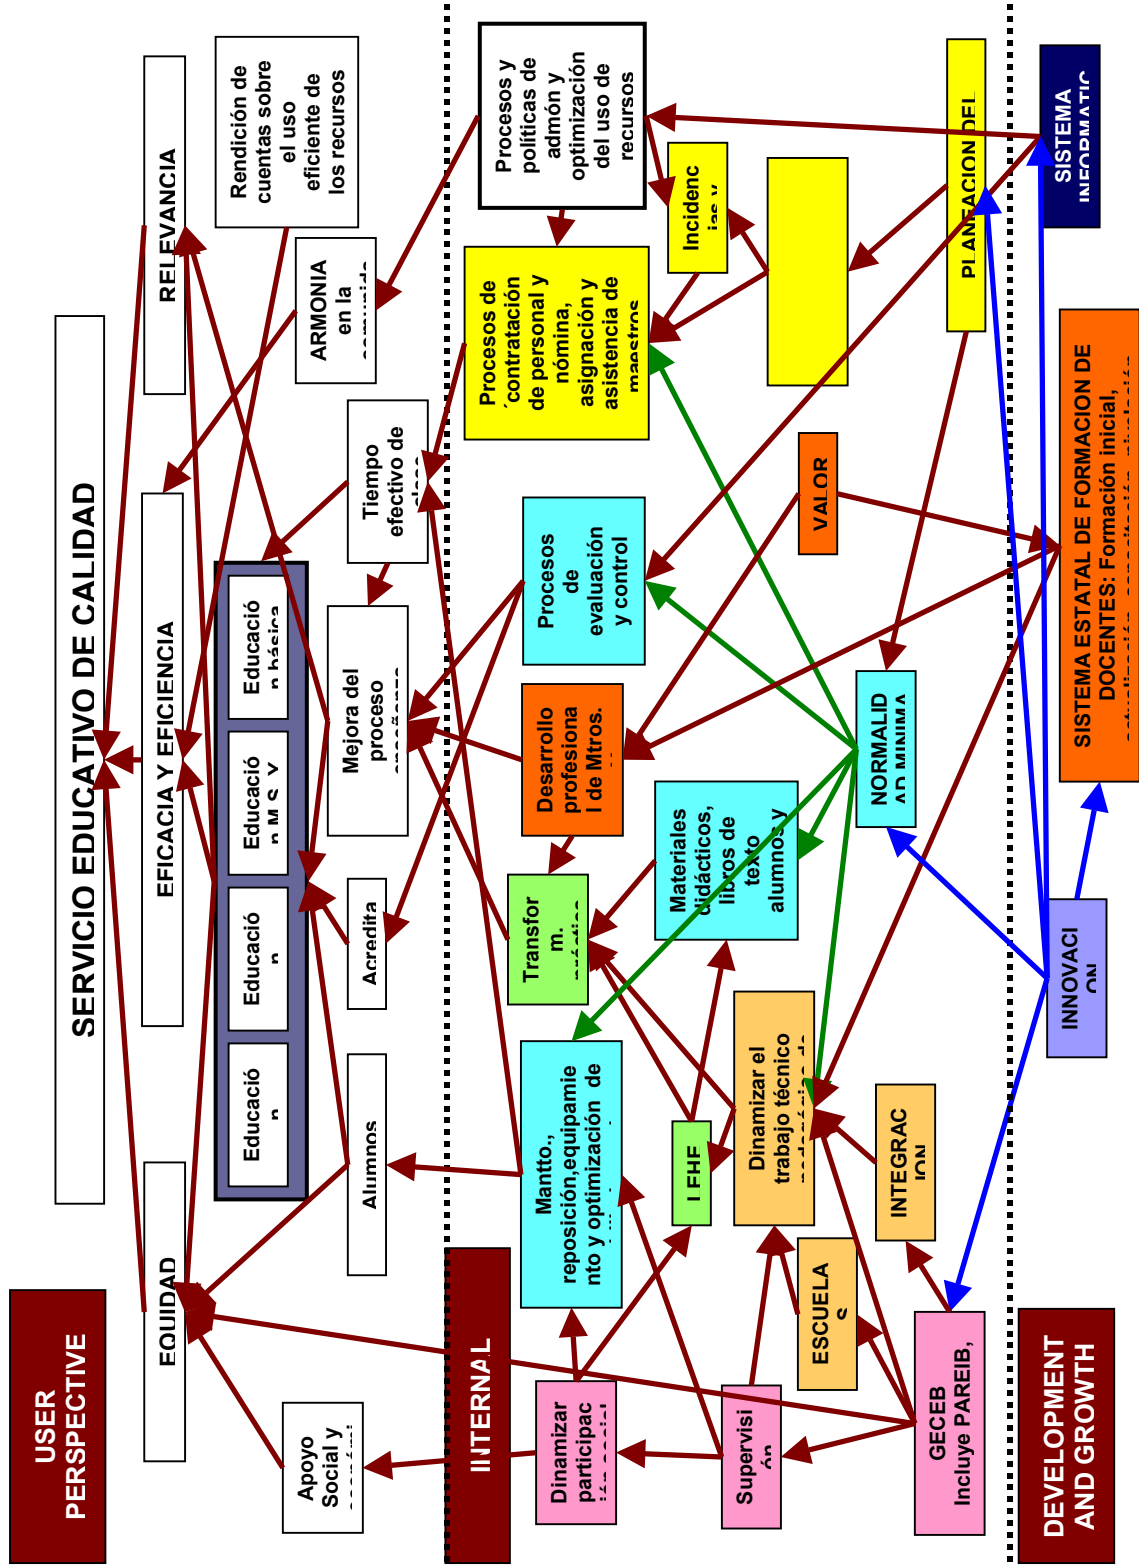 USER
PERSPECTIVE
SERVICIO EDUCATIVO DE CALIDAD
EQUIDAD
EFICACIA Y EFICIENCIA
RELEVANCIA
Educació
n
Educació
n
Educació
n M.S. Y
Educació
n básica
Rendición de
cuentas sobre
el uso
eficiente de
los recursos
Apoyo
Social y
Alumnos
Acredita
Mejora del
proceso
Tiempo
efectivo de
clase
ARMONIA
en la
INTERNAL
Dinamizar
participac
ión social
Mantto.,
reposición,equipamie
nto y optimización de
Transfor
m.
práctica
Desarrollo
profesiona
l de Mtros.
Procesos
de
evaluación
y control
Procesos de
´contratación
de personal y
nómina,
asignación y
asistencia de
maestros
Procesos y
políticas de
admón y
optimización
del uso de
recursos
Incidenc
ias y
Supervisi
ón
ESCUELA
S
Dinamizar el
trabajo técnico
Materiales
didácticos,
libros de
texto
alumnos y
VALOR
GECEB
Incluye PAREIB,
INTEGRAC
ION
NORMALID
AD MINIMA
PLANEACION DEL
DEVELOPMENT
AND GROWTH
INNOVACI
ON
SISTEMA ESTATAL DE FORMACION DE
DOCENTES: Formación inicial,
SISTEMA
INFORMATIC